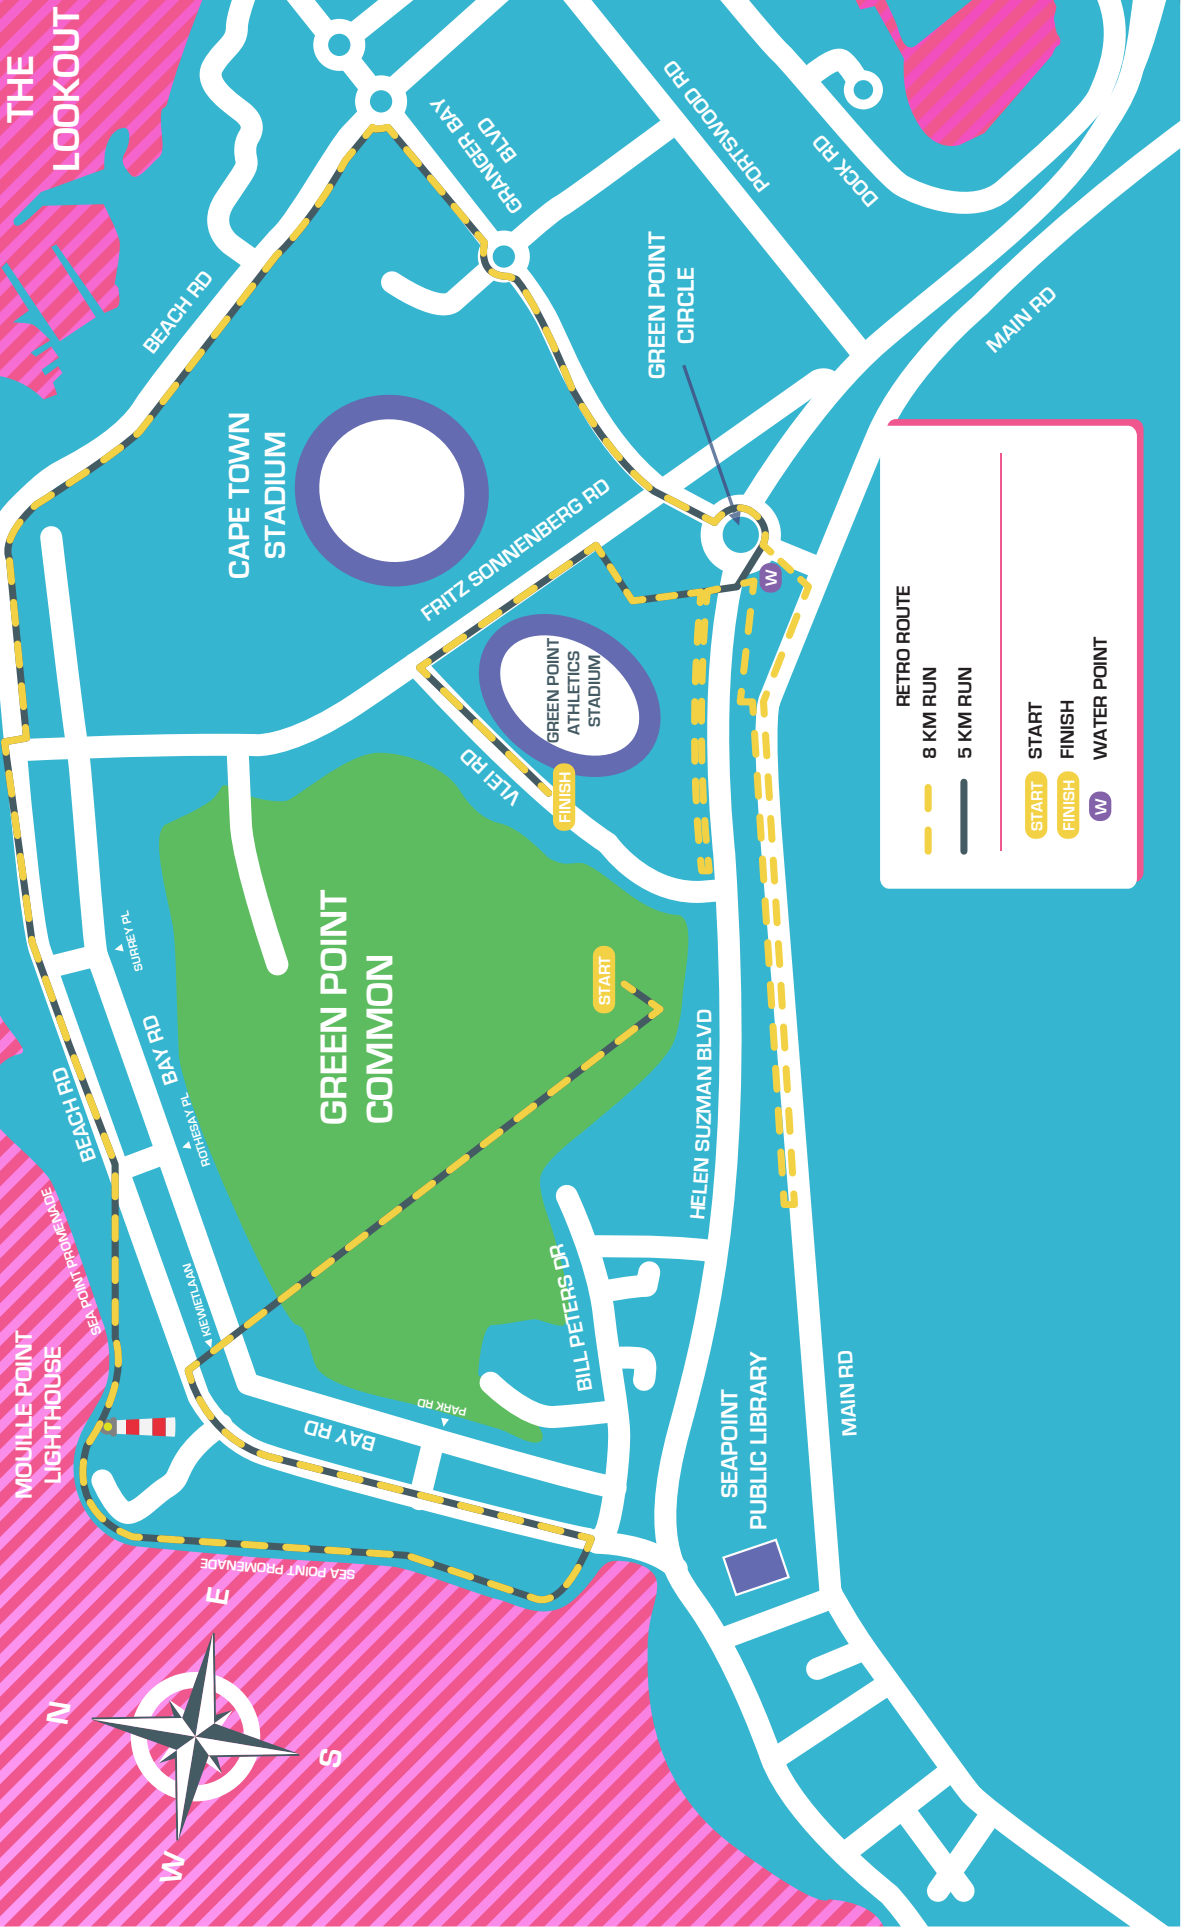 THE
LOOKOUT
BEACH RD
GRANGER BAY
BLVD
PORTSWOOD RD
DOCK RD
GREEN POINT
CIRCLE
MAIN RD
CAPE TOWN
STADIUM
FRITZ SONNENBERG RD
GREEN POINT
ATHLETICS
STADIUM
VLEI RD
FINISH
W
SURREY PL
BAY RD
BEACH RD
ROTHESAY PL
GREEN POINT
COMMON
START
HELEN SUZMAN BLVD
SEA POINT PROMENADE
KIEWIETLAAN
MOUILLE POINT
LIGHTHOUSE
BILL PETERS DR
PARK RD
BAY RD
SEA POINT PROMENADE
SEAPOINT
PUBLIC LIBRARY
MAIN RD
N
E
S
W
RETRO ROUTE
8 KM RUN
5 KM RUN
START START
FINISH FINISH
W WATER POINT